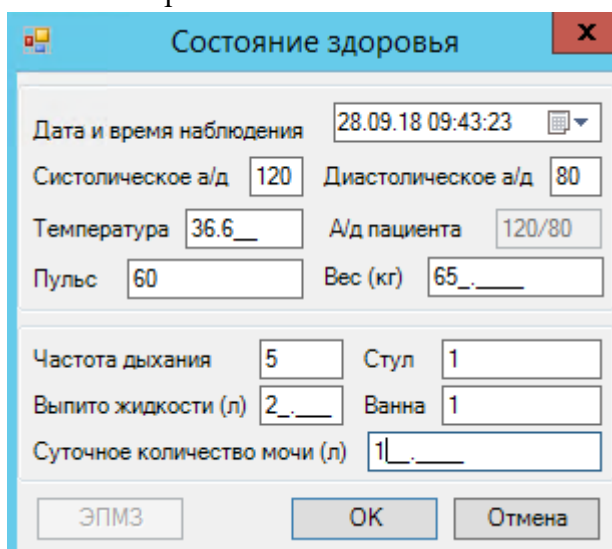 Состояние здоровья x
Дата и время наблюдения 28.09.18 09:43:23
Систолическое а/д 120 Диастолическое а/д 80
Температура 36.6__ А/д пациента 120/80
Пульс 60 Вес (кг) 65_.____
Частота дыхания 5 Стул 1
Выпито жидкости (л) 2_.___ Ванна 1
Суточное количество мочи (л) 1__.____
ЭПМЗ OK Отмена